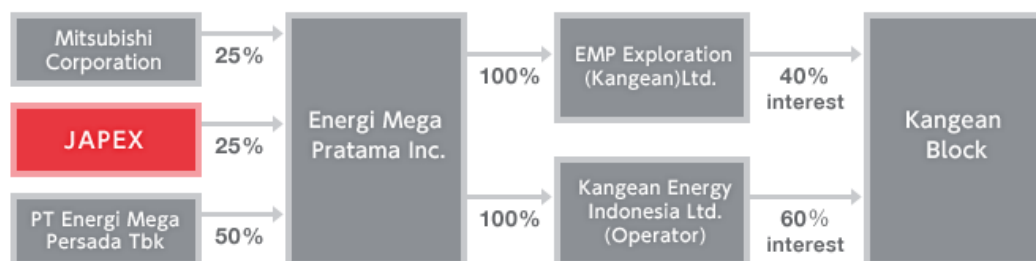 Mitsubishi
Corporation
25%
JAPEX
25%
PT Energi Mega
Persada Tbk
50%
Energi Mega
Pratama Inc.
100%
EMP Exploration
(Kangean)Ltd.
40%
interest
100%
Kangean Energy
Indonesia Ltd.
(Operator)
60%
interest
Kangean
Block